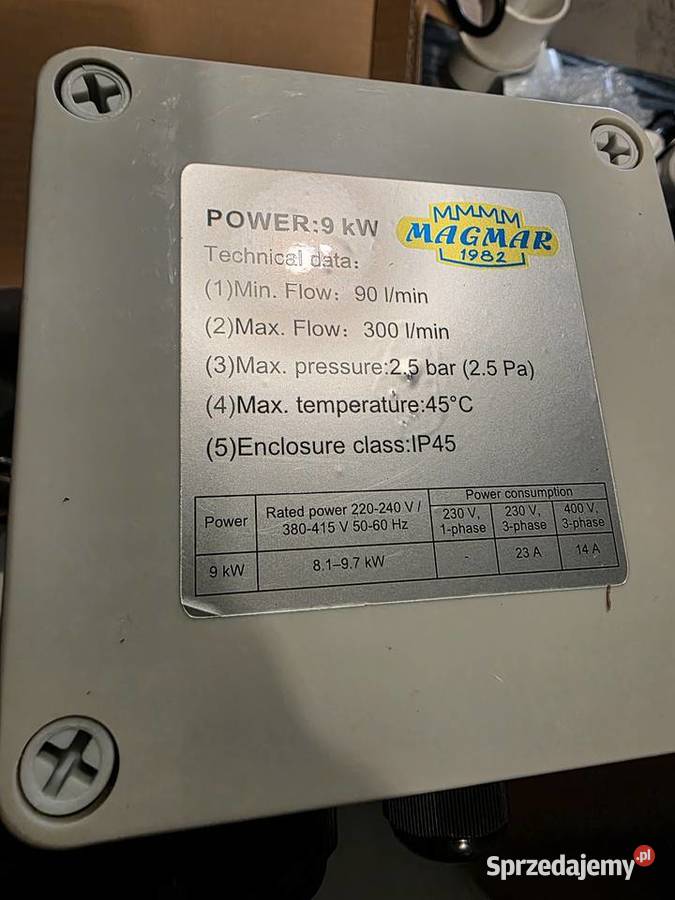 POWER:9 kW
MMMM
MAGMAR
1982
Technical data:
(1)Min. Flow: 90 l/min
(2)Max. Flow: 300 l/min
(3)Max. pressure:2.5 bar (2.5 Pa)
(4)Max. temperature:45°C
(5)Enclosure class:IP45
Power
Rated power 220-240 V /
380-415 V 50-60 Hz
Power consumption
230 V,
1-phase
230 V,
3-phase
400 V,
3-phase
9 kW
8.1–9.7 kW
-
23 A
14 A
Sprzedajemy.pl